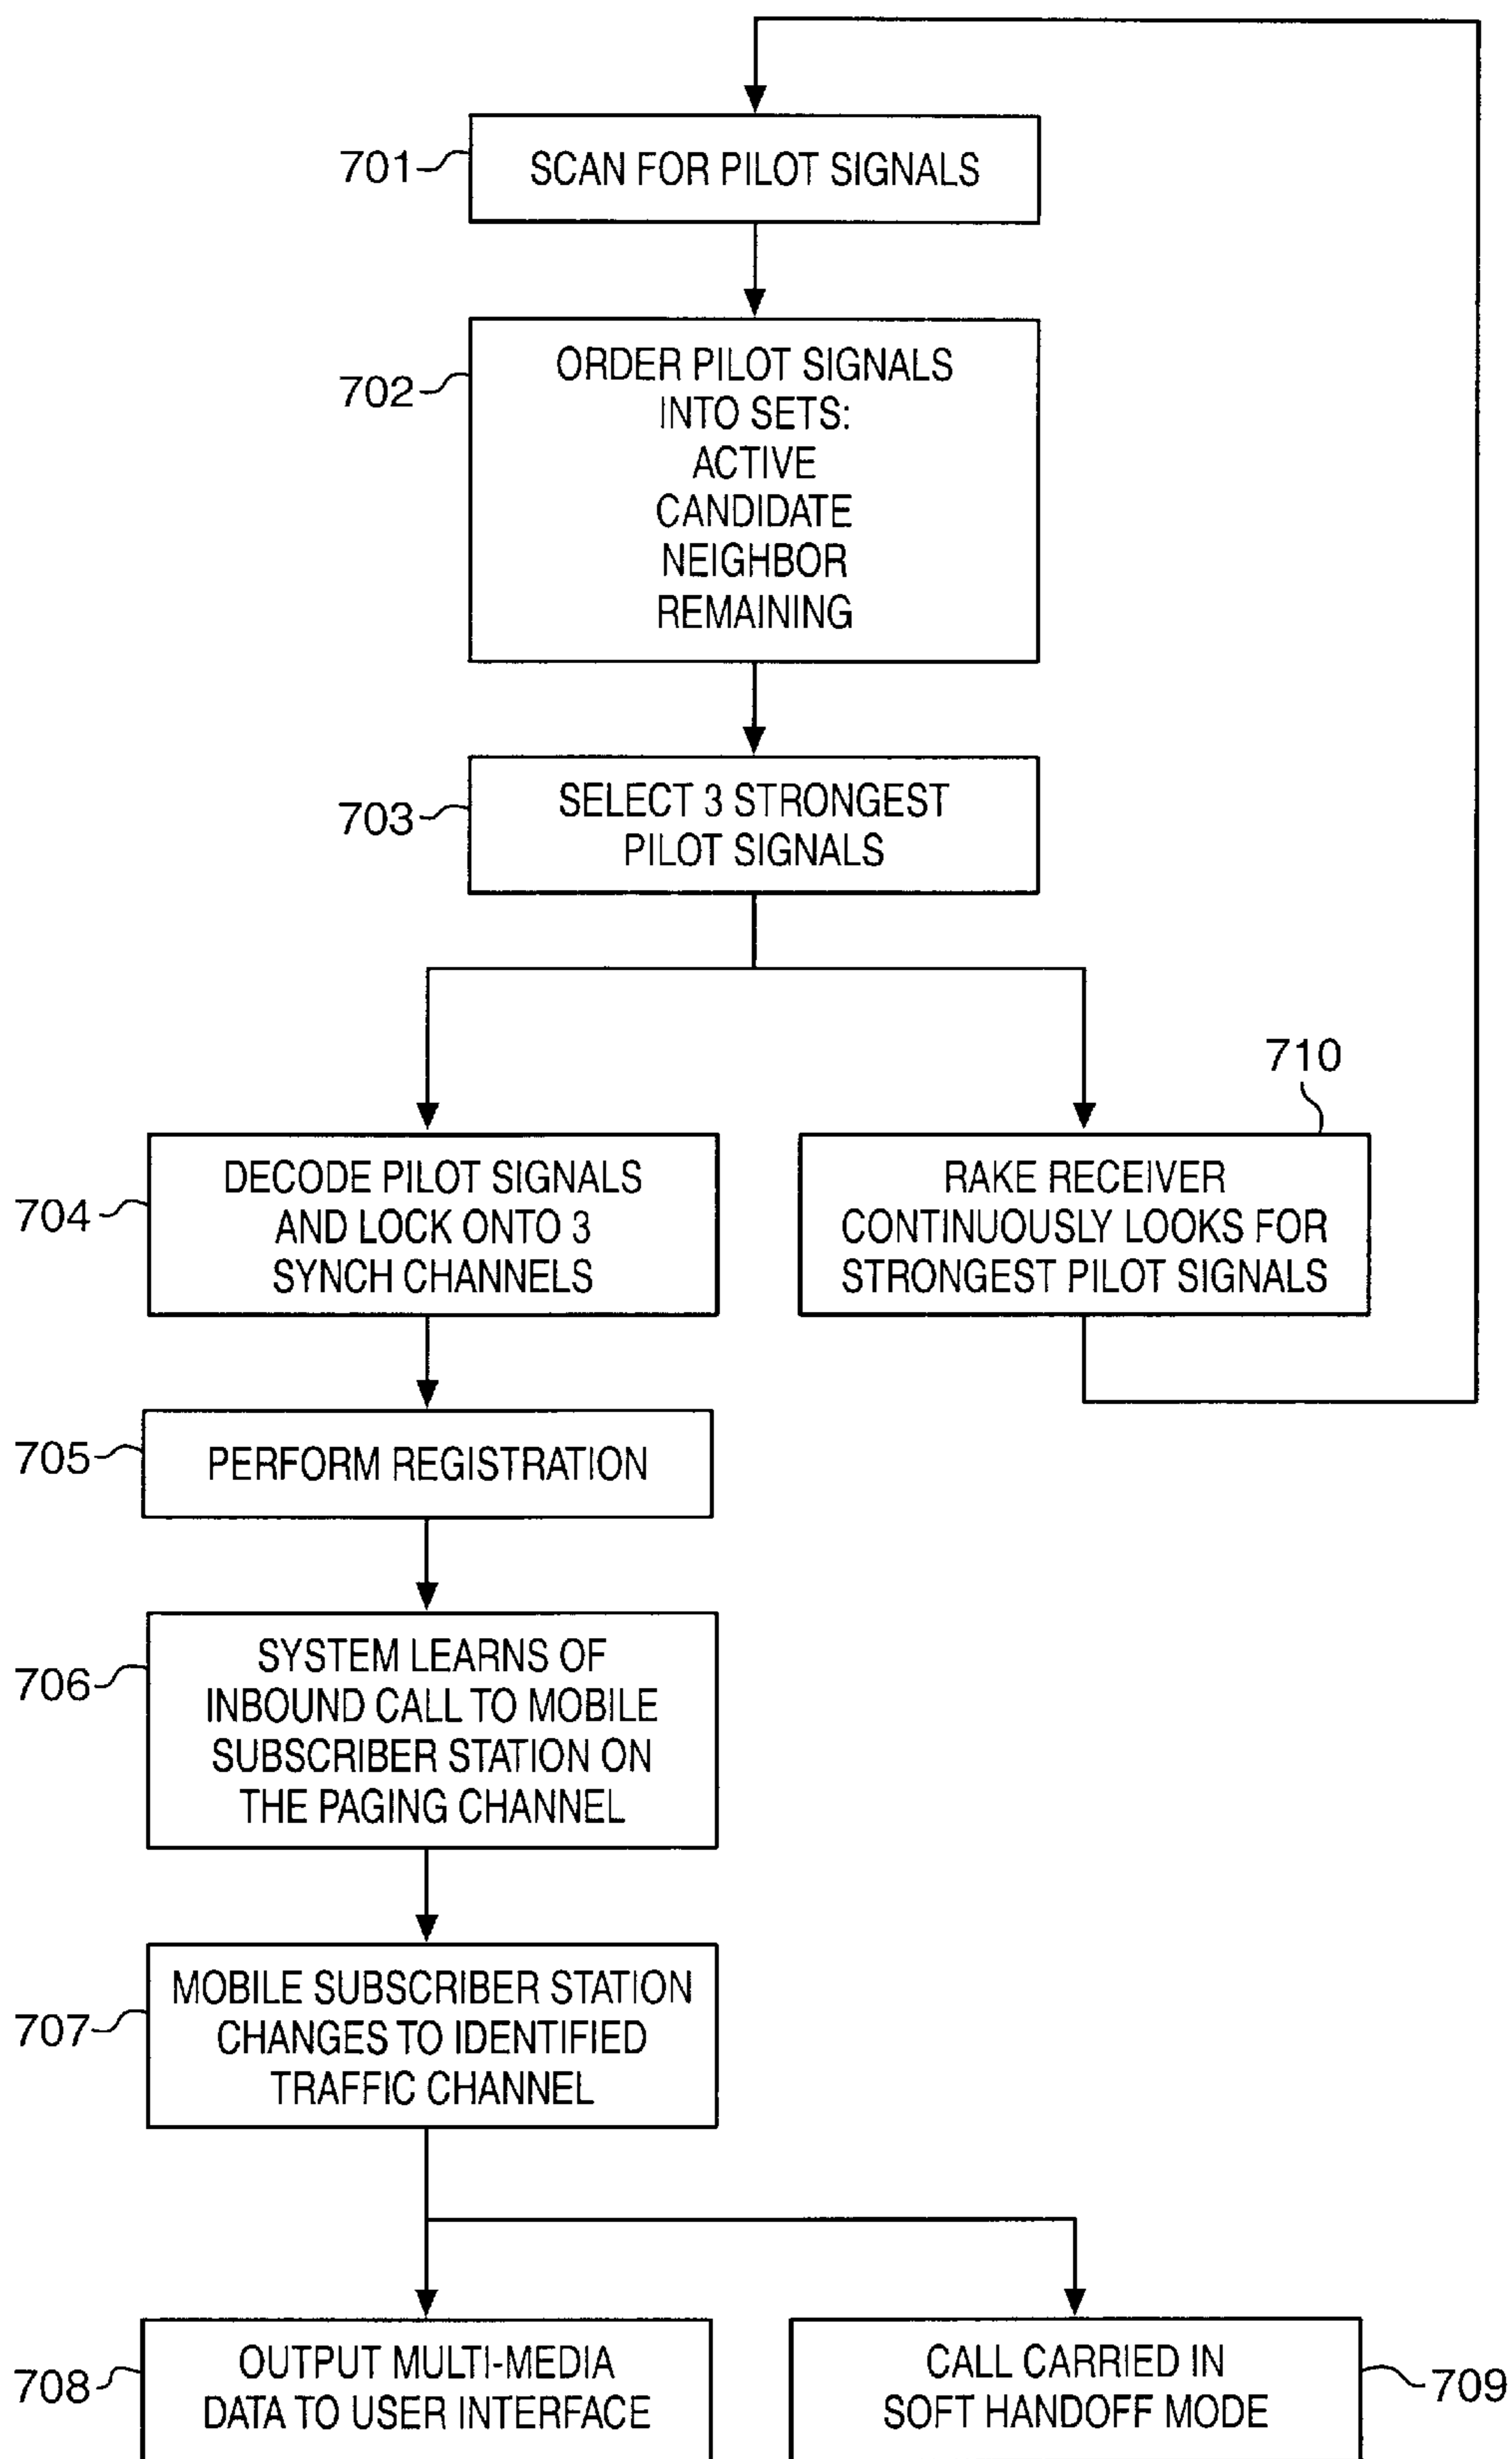 701
SCAN FOR PILOT SIGNALS
702
ORDER PILOT SIGNALS
INTO SETS:
ACTIVE
CANDIDATE
NEIGHBOR
REMAINING
703
SELECT 3 STRONGEST
PILOT SIGNALS
704
DECODE PILOT SIGNALS
AND LOCK ONTO 3
SYNCH CHANNELS
710
RAKE RECEIVER
CONTINUOUSLY LOOKS FOR
STRONGEST PILOT SIGNALS
705
PERFORM REGISTRATION
706
SYSTEM LEARNS OF
INBOUND CALL TO MOBILE
SUBSCRIBER STATION ON
THE PAGING CHANNEL
707
MOBILE SUBSCRIBER STATION
CHANGES TO IDENTIFIED
TRAFFIC CHANNEL
708
OUTPUT MULTI-MEDIA
DATA TO USER INTERFACE
CALL CARRIED IN
SOFT HANDOFF MODE
709